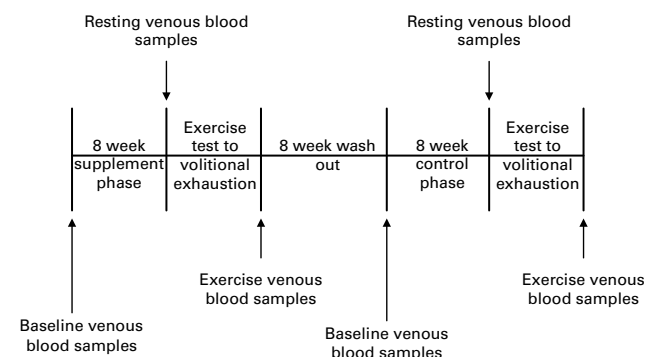 Resting venous blood
samples
Resting venous blood
samples
8 week
supplement
phase
Exercise
test to
volitional
exhaustion
8 week wash
out
8 week
control
phase
Exercise
test to
volitional
exhaustion
Exercise venous
blood samples
Exercise venous
blood samples
Baseline venous
blood samples
Baseline venous
blood samples